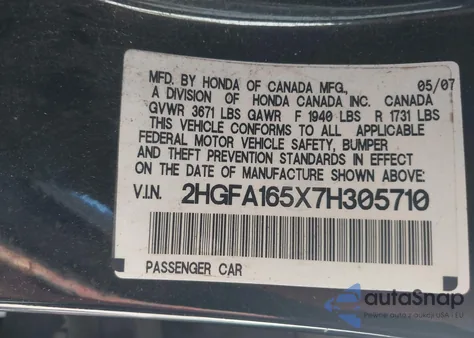 MFD. BY HONDA OF CANADA MFG., 05/07
A DIVISION OF HONDA CANADA INC. CANADA
GVWR 3671 LBS GAWR F 1940 LBS R 1731 LBS
THIS VEHICLE CONFORMS TO ALL APPLICABLE
FEDERAL MOTOR VEHICLE SAFETY, BUMPER
AND THEFT PREVENTION STANDARDS IN EFFECT
ON THE DATE OF MANUFACTURE SHOWN ABOVE:
V.I.N. 2HGFA165X7H305710
PASSENGER CAR
autoSnap